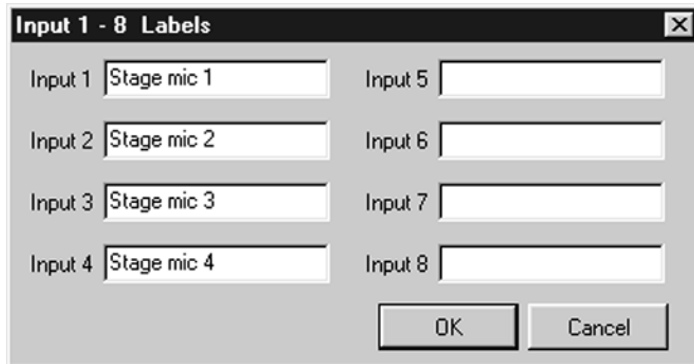 Input 1 - 8 Labels
Input 1 Stage mic 1 Input 5
Input 2 Stage mic 2 Input 6
Input 3 Stage mic 3 Input 7
Input 4 Stage mic 4 Input 8
OK Cancel